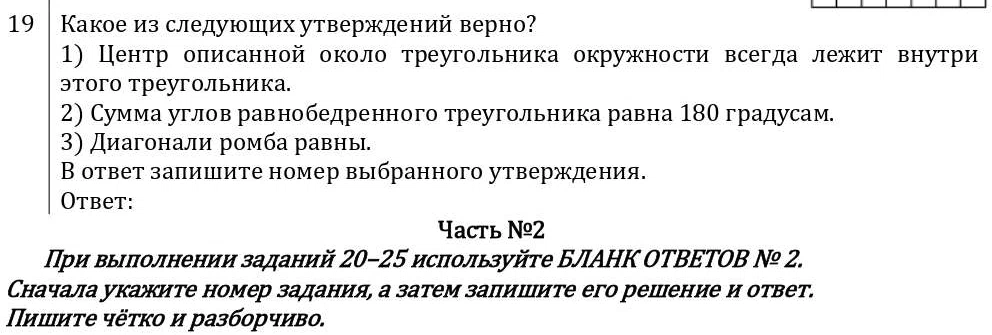 19 Какое из следующих утверждений верно?
1) Центр описанной около треугольника окружности всегда лежит внутри
этого треугольника.
2) Сумма углов равнобедренного треугольника равна 180 градусам.
3) Диагонали ромба равны.
В ответ запишите номер выбранного утверждения.
Ответ:
Часть №2
При выполнении заданий 20–25 используйте БЛАНК ОТВЕТОВ № 2.
Сначала укажите номер задания, а затем запишите его решение и ответ.
Пишите чётко и разборчиво.